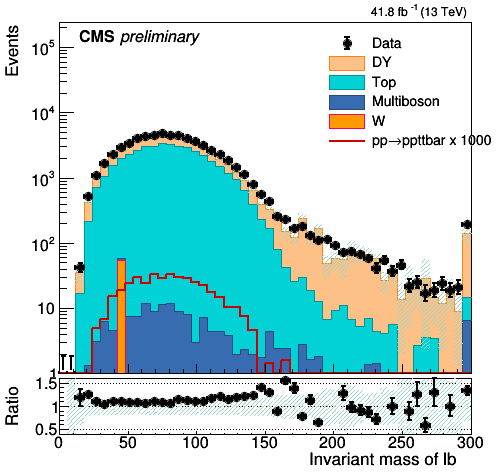 41.8 fb⁻¹ (13 TeV)
CMS preliminary
Events
10⁵
10⁴
10³
10²
10
1
Data
DY
Top
Multiboson
W
pp→ppttbar x 1000
Ratio
1.5
1
0.5
0 50 100 150 200 250 300
Invariant mass of lb